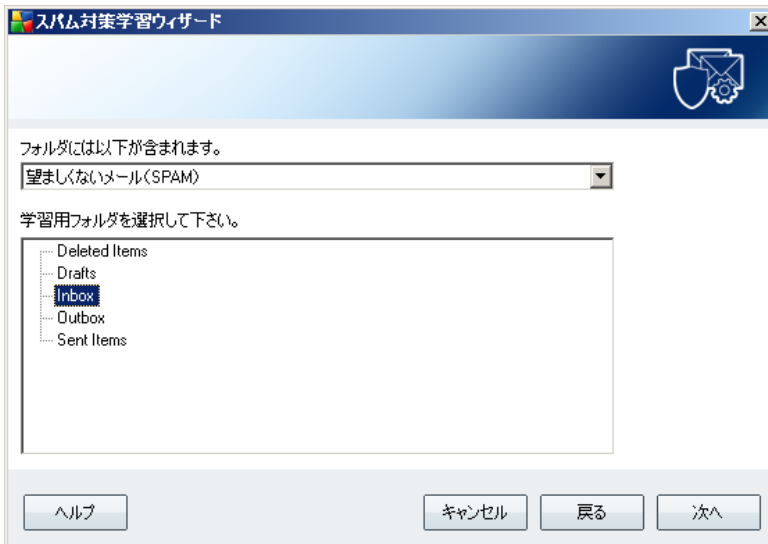 スパム対策学習ウィザード
フォルダには以下が含まれます。
望ましくないメール(SPAM)
学習用フォルダを選択して下さい。
Deleted Items
Drafts
Inbox
Outbox
Sent Items
ヘルプ
キャンセル
戻る
次へ